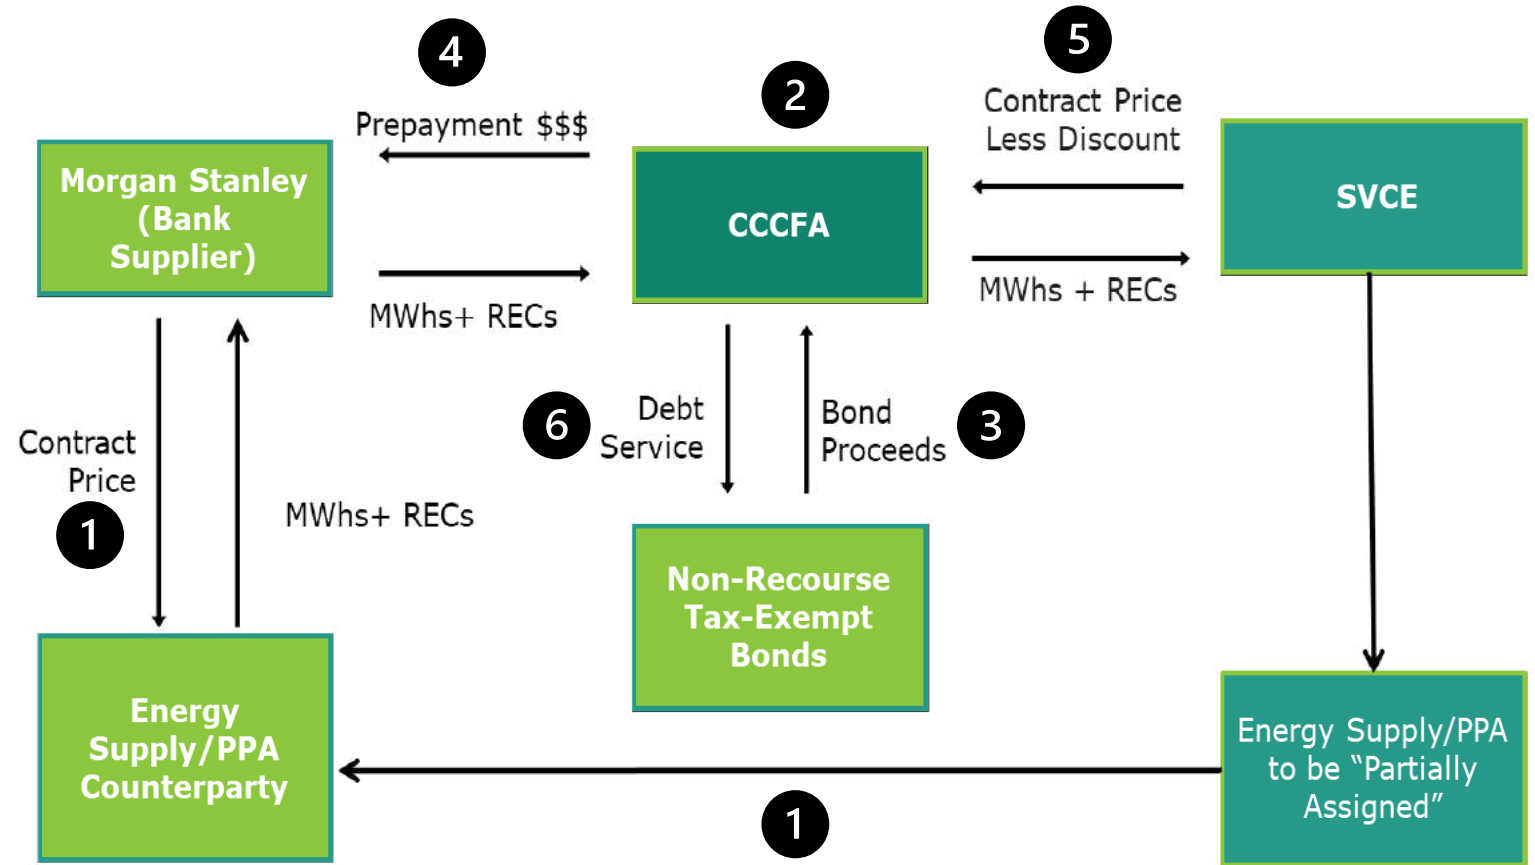 4
Prepayment $$$
2
5
Contract Price
Less Discount
Morgan Stanley
(Bank
Supplier)
CCCFA
SVCE
MWhs+ RECs
MWhs + RECs
Contract
Price
1
MWhs+ RECs
6
Debt
Service
Bond
Proceeds
3
Non-Recourse
Tax-Exempt
Bonds
Energy
Supply/PPA
Counterparty
Energy Supply/PPA
to be “Partially
Assigned”
1